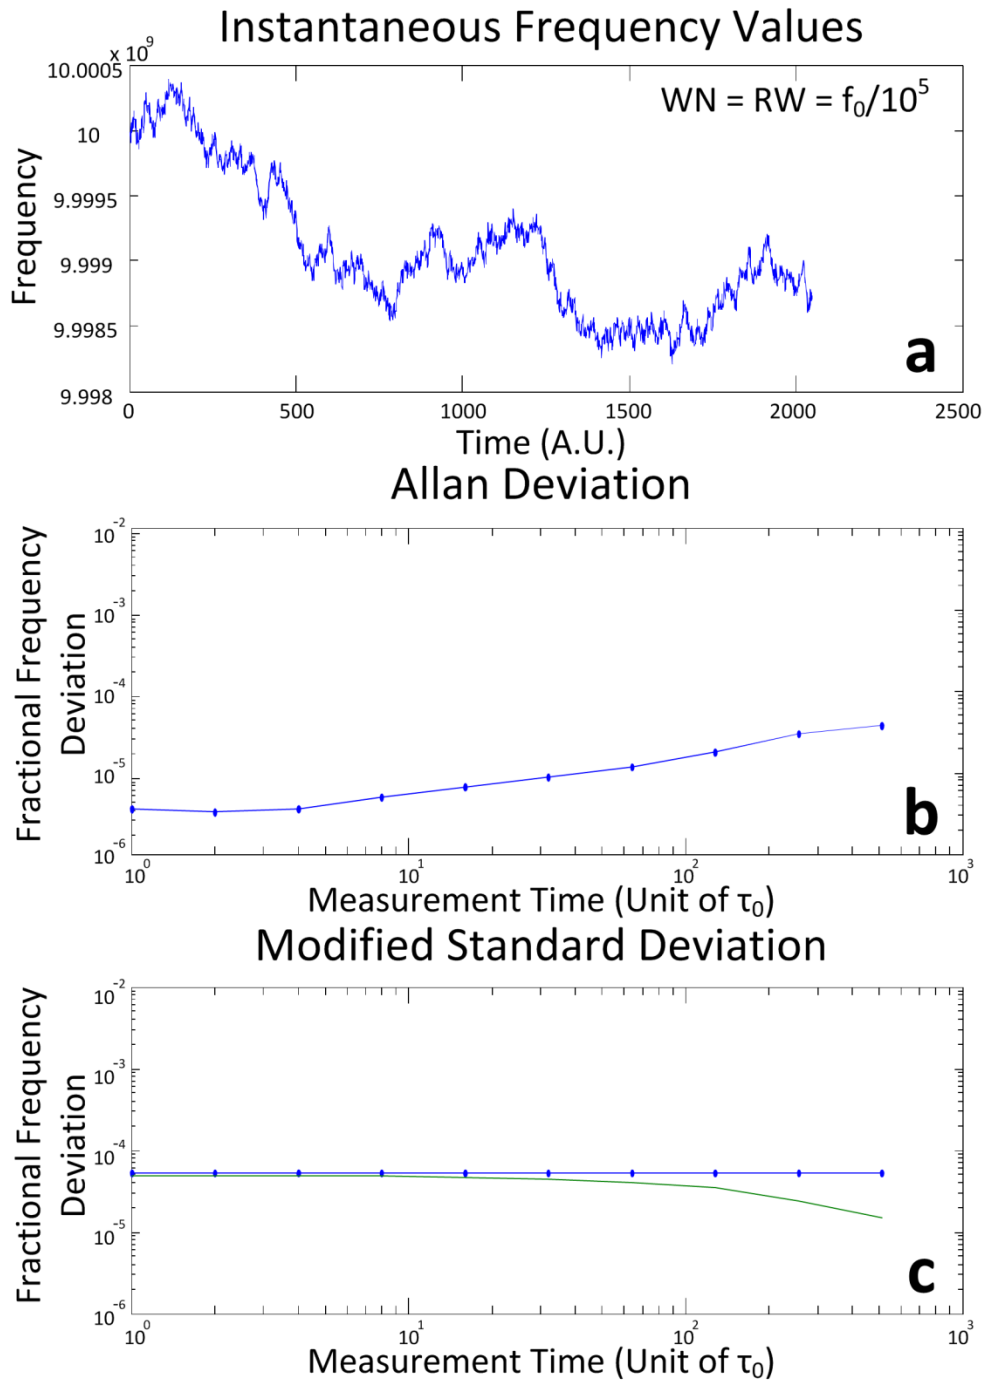 Instantaneous Frequency Values
x 10^9
10.0005
10
9.9995
9.999
9.9985
9.998
Frequency
WN = RW = f₀/10⁵
a
0 500 1000 1500 2000 2500
Time (A.U.)
Allan Deviation
10^-2
10^-3
10^-4
10^-5
10^-6
Fractional Frequency
Deviation
b
10^0 10^1 10^2 10^3
Measurement Time (Unit of τ₀)
Modified Standard Deviation
10^-2
10^-3
10^-4
10^-5
10^-6
Fractional Frequency
Deviation
c
10^0 10^1 10^2 10^3
Measurement Time (Unit of τ₀)